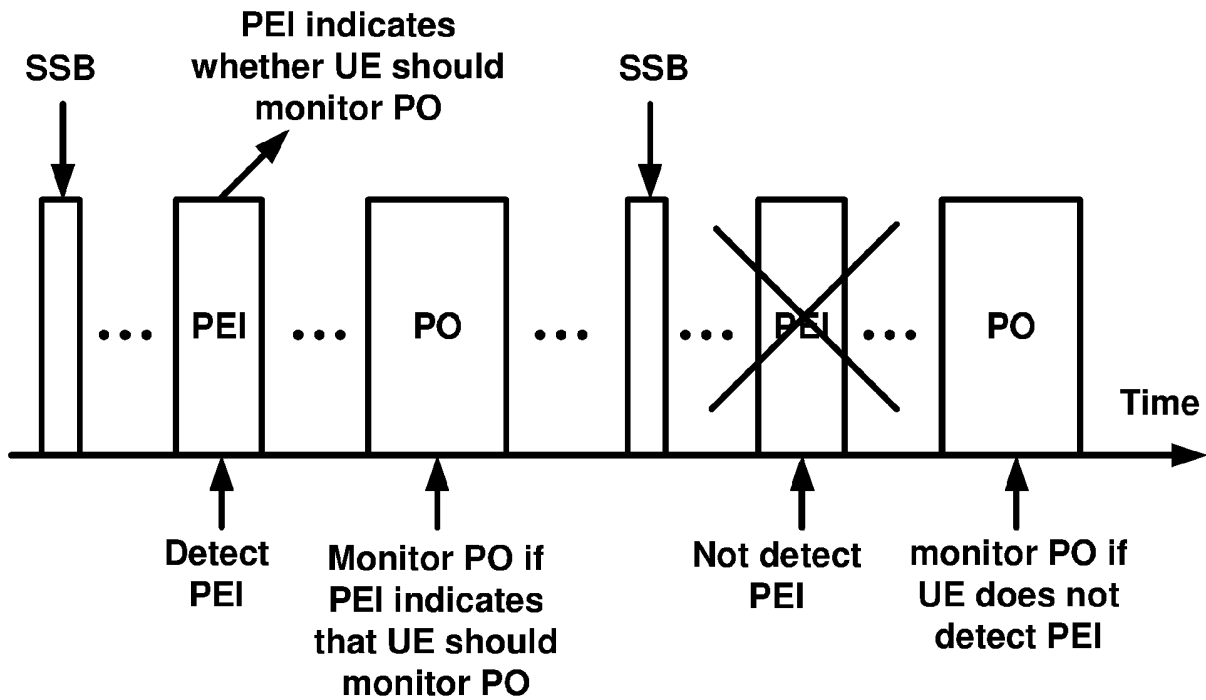 PEI indicates
whether UE should
monitor PO
SSB
SSB
PEI
PO
PEI
PO
Time
Detect
PEI
Monitor PO if
PEI indicates
that UE should
monitor PO
Not detect
PEI
monitor PO if
UE does not
detect PEI